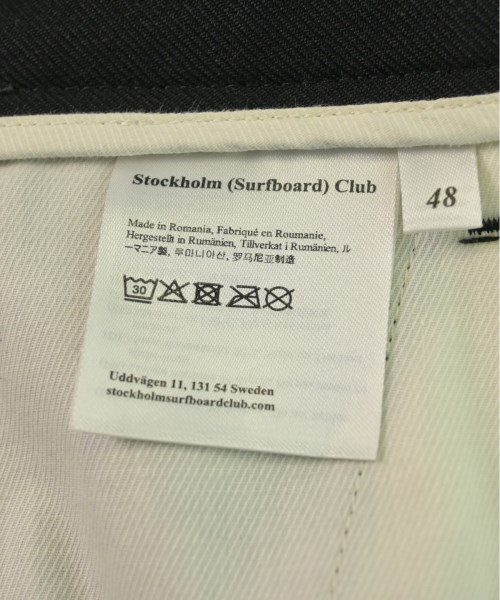 Stockholm (Surfboard) Club
48
Made in Romania, Fabriqué en Roumanie,
Hergestellt in Rumänien, Tillverkat i Rumänien, ル
ーマニア製, 루마니아산, 罗马尼亚制造
30
Uddvägen 11, 131 54 Sweden
stockholmsurfboardclub.com